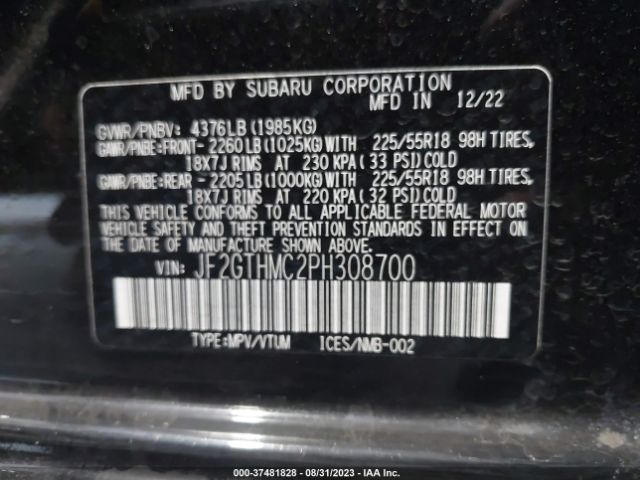 MFD BY SUBARU CORPORATION
MFD IN 12/22
GVWR/PNBV: 4376LB(1985KG)
GAWR/PNBE:FRONT- 2260LB(1025KG)WITH 225/55R18 98H TIRES,
18X7J RIMS AT 230 KPA(33 PSI)COLD
GAWR/PNBE:REAR - 2205LB(1000KG)WITH 225/55R18 98H TIRES,
18X7J RIMS AT 220 KPA(32 PSI)COLD
THIS VEHICLE CONFORMS TO ALL APPLICABLE FEDERAL MOTOR
VEHICLE SAFETY AND THEFT PREVENTION STANDARDS IN EFFECT
ON THE DATE OF MANUFACTURE SHOWN ABOVE.
VIN: JF2GTHMC2PH308700
TYPE:MPV/VTUM ICES/NMB-002
000-37481828 - 08/31/2023 - IAA Inc.